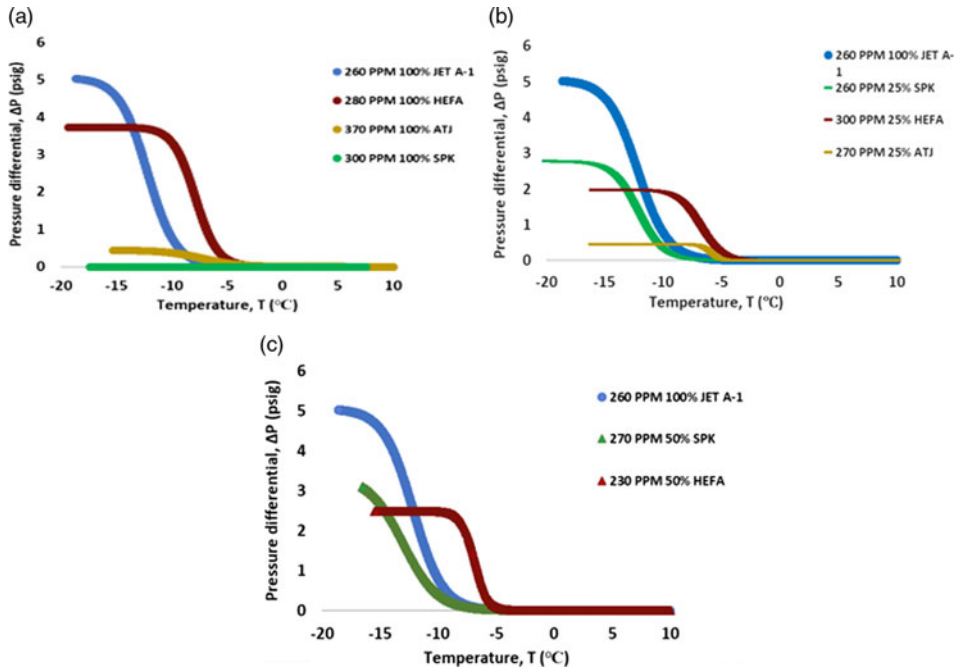 (a)
6
5
4
3
2
1
0
Pressure differential, ΔP (psig)
-20 -15 -10 -5 0 5 10
Temperature, T (°C)
260 PPM 100% JET A-1
280 PPM 100% HEFA
370 PPM 100% ATJ
300 PPM 100% SPK
(b)
6
5
4
3
2
1
0
Pressure differential, ΔP (psig)
-20 -15 -10 -5 0 5 10
Temperature, T (°C)
260 PPM 100% JET A-
1
260 PPM 25% SPK
300 PPM 25% HEFA
270 PPM 25% ATJ
(c)
6
5
4
3
2
1
0
Pressure differential, ΔP (psig)
-20 -15 -10 -5 0 5 10
Temperature, T (°C)
260 PPM 100% JET A-1
270 PPM 50% SPK
230 PPM 50% HEFA